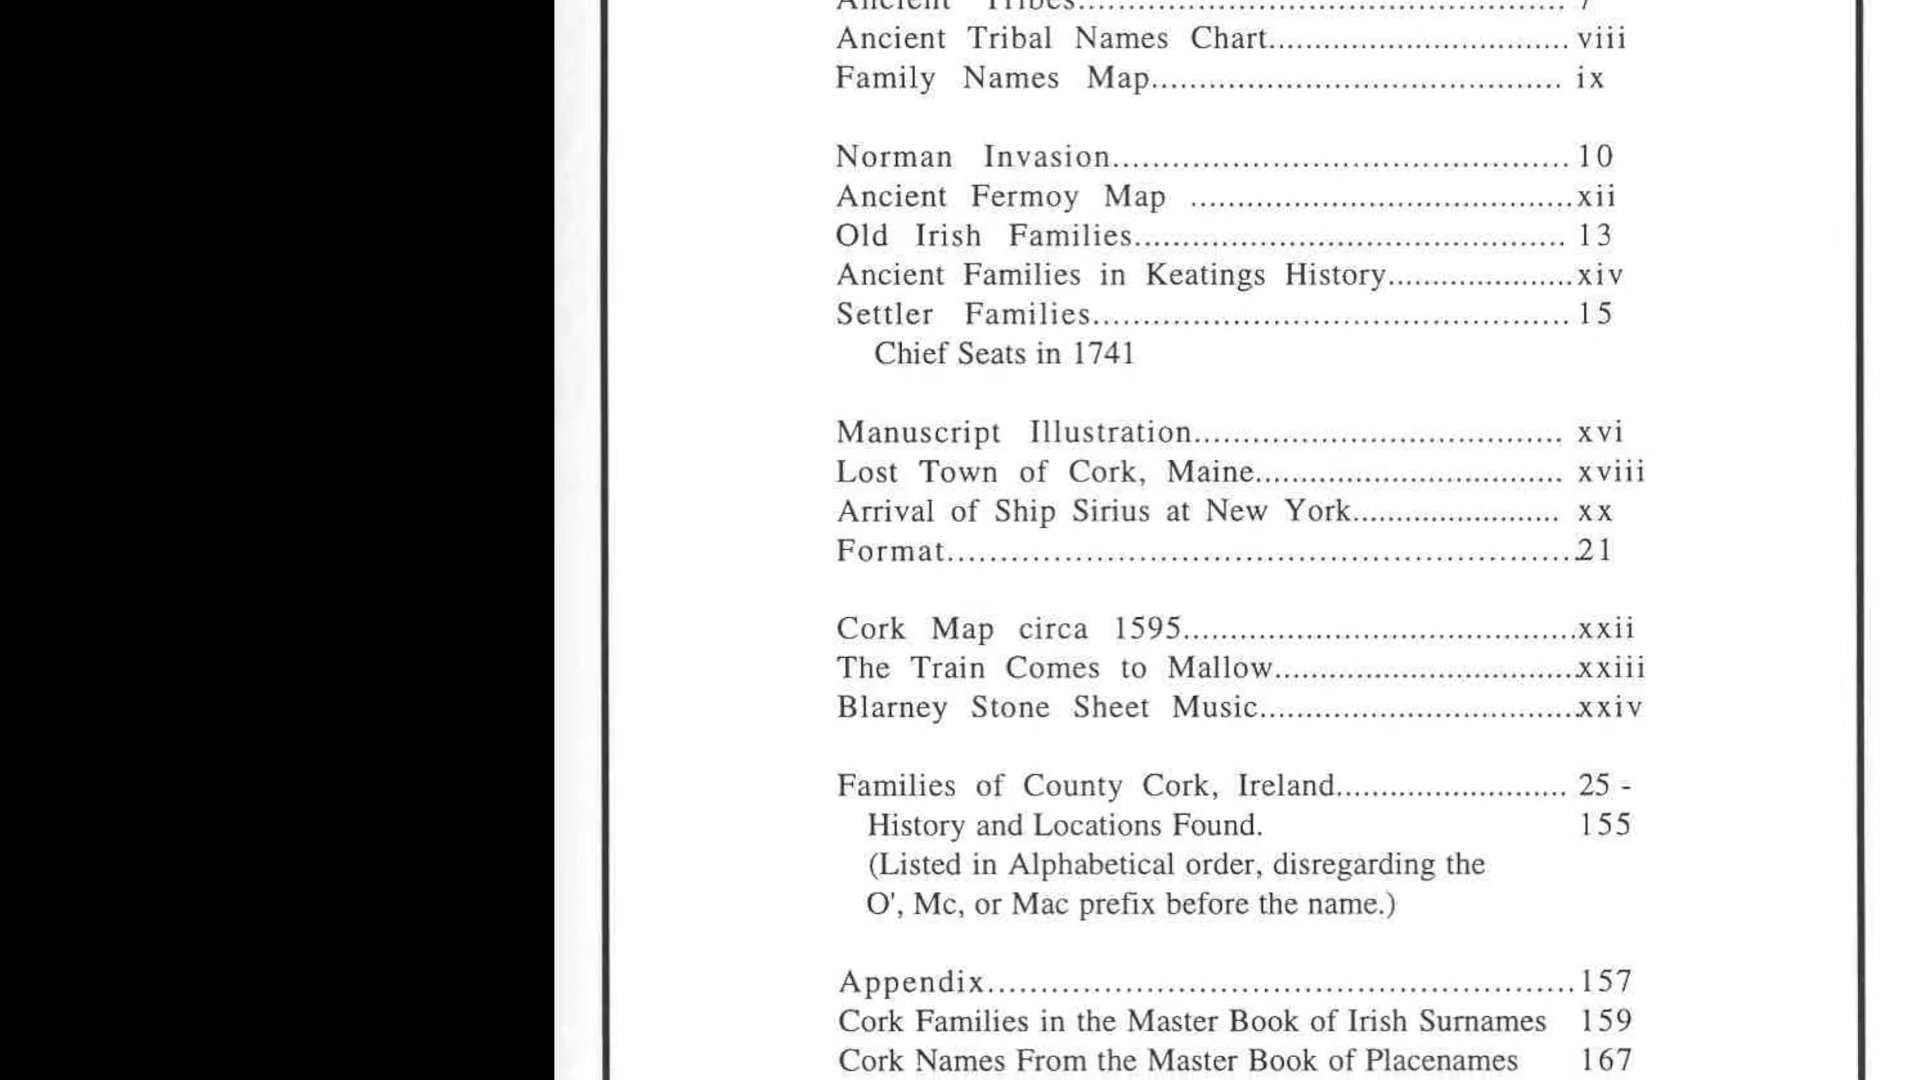 Ancient Tribes........................................ 7
Ancient Tribal Names Chart................................ viii
Family Names Map........................................... ix
Norman Invasion................................................ 10
Ancient Fermoy Map ........................................xii
Old Irish Families............................................. 13
Ancient Families in Keatings History....................xiv
Settler Families.................................................. 15
Chief Seats in 1741
Manuscript Illustration....................................... xvi
Lost Town of Cork, Maine................................ xviii
Arrival of Ship Sirius at New York...................... xx
Format..................................................................21
Cork Map circa 1595.........................................xxii
The Train Comes to Mallow................................xxiii
Blarney Stone Sheet Music.................................xxiv
Families of County Cork, Ireland........................ 25 -
History and Locations Found. 155
(Listed in Alphabetical order, disregarding the
O', Mc, or Mac prefix before the name.)
Appendix..............................................................157
Cork Families in the Master Book of Irish Surnames 159
Cork Names From the Master Book of Placenames 167